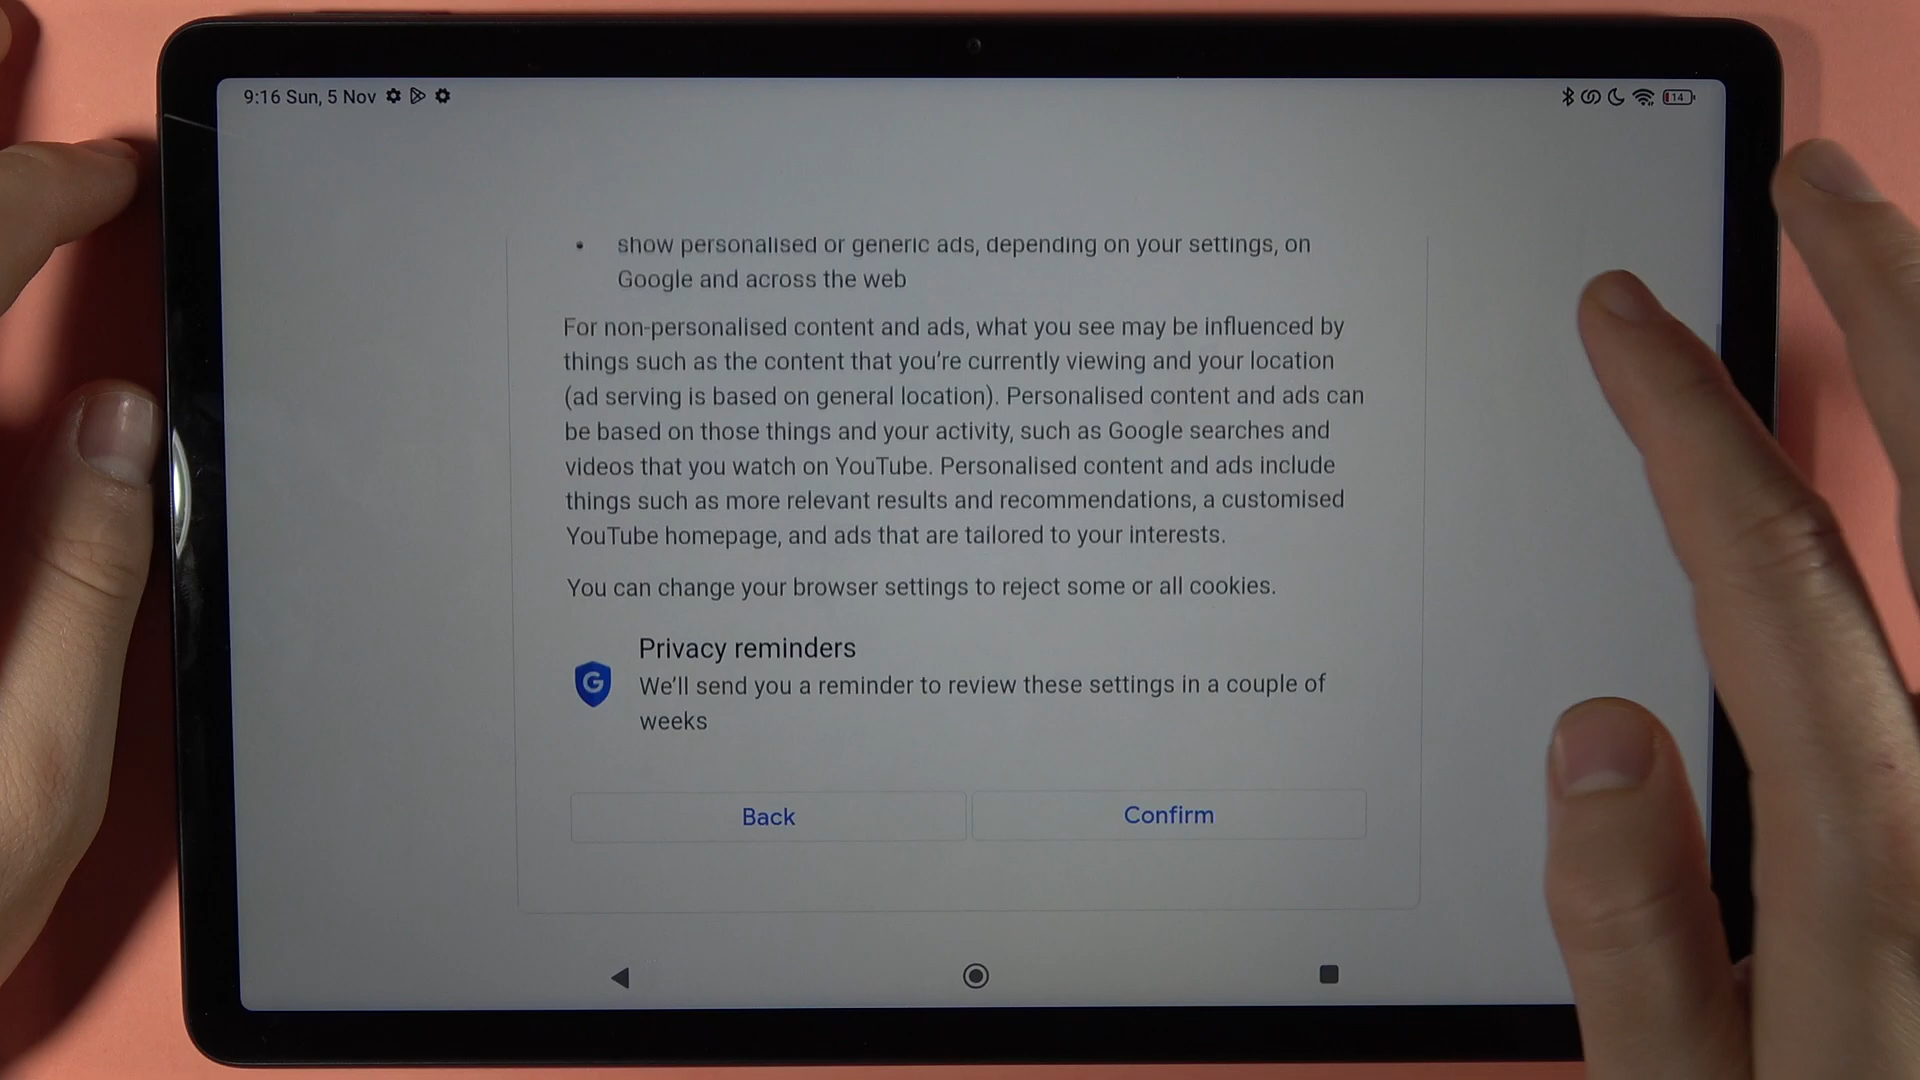 9:16 Sun, 5 Nov
14
• show personalised or generic ads, depending on your settings, on
Google and across the web
For non-personalised content and ads, what you see may be influenced by
things such as the content that you’re currently viewing and your location
(ad serving is based on general location). Personalised content and ads can
be based on those things and your activity, such as Google searches and
videos that you watch on YouTube. Personalised content and ads include
things such as more relevant results and recommendations, a customised
YouTube homepage, and ads that are tailored to your interests.
You can change your browser settings to reject some or all cookies.
Privacy reminders
G
We’ll send you a reminder to review these settings in a couple of
weeks
Back
Confirm